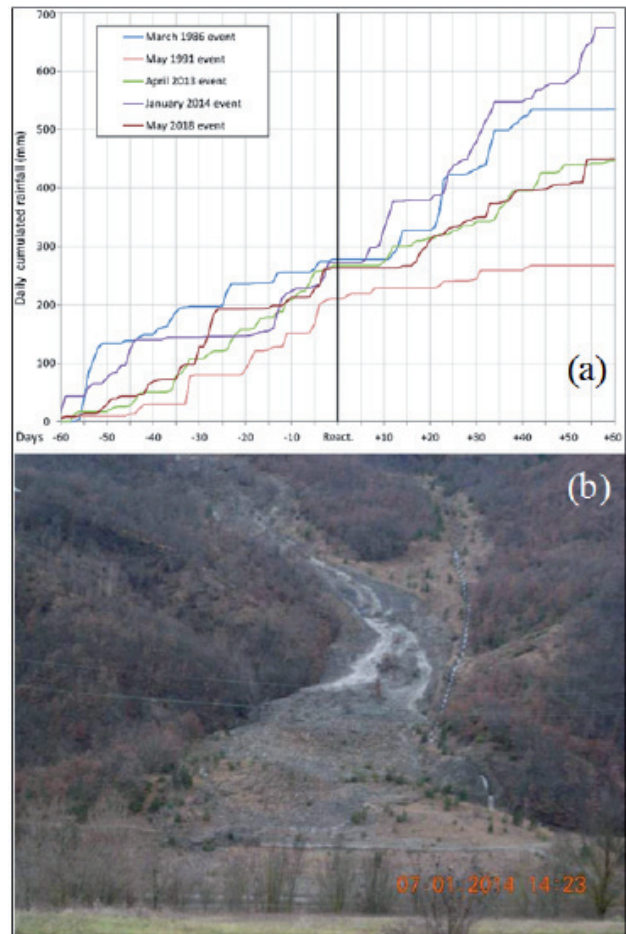 700
600
500
400
300
200
100
0
Daily cumulated rainfall (mm)
March 1986 event
May 1991 event
April 2013 event
January 2014 event
May 2018 event
(a)
Days -60 -50 -40 -30 -20 -10 React. +10 +20 +30 +40 +50 +60
(b)
07.01.2014 14:23